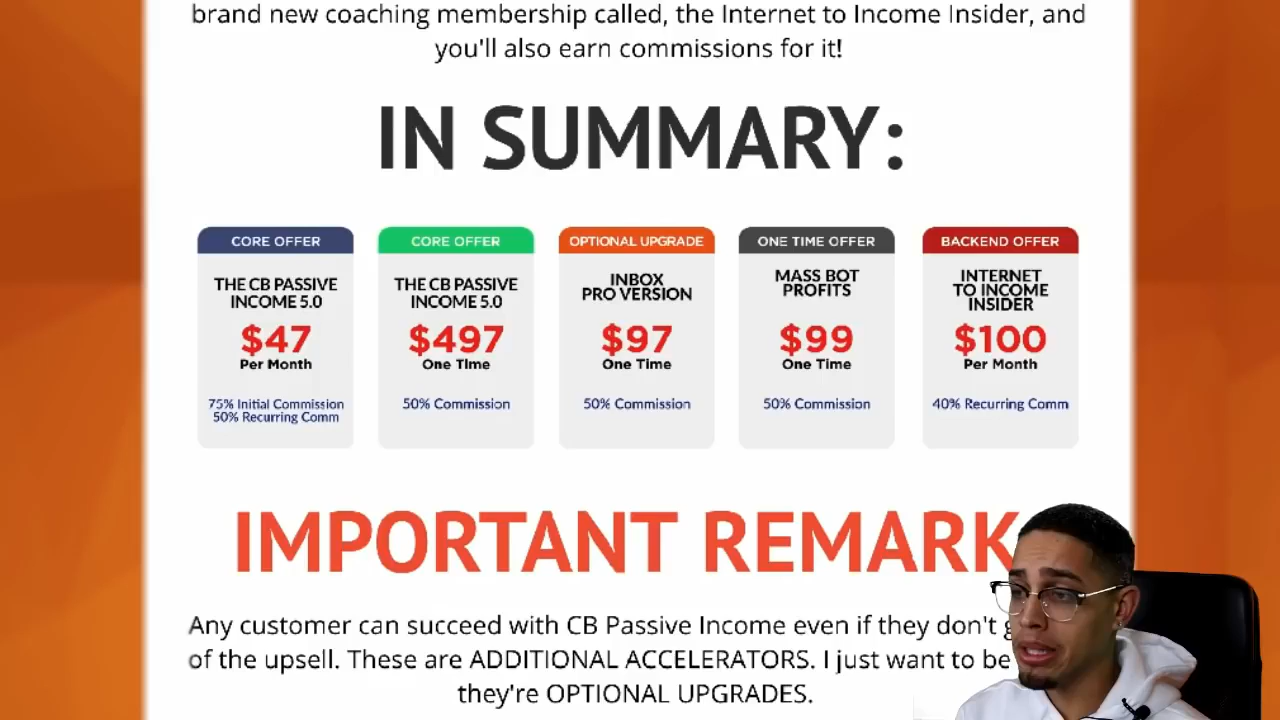 brand new coaching membership called, the Internet to Income Insider, and
you'll also earn commissions for it!
IN SUMMARY:
CORE OFFER
THE CB PASSIVE
INCOME 5.0
$47
Per Month
75% Initial Commission
50% Recurring Comm
CORE OFFER
THE CB PASSIVE
INCOME 5.0
$497
One Time
50% Commission
OPTIONAL UPGRADE
INBOX
PRO VERSION
$97
One Time
50% Commission
ONE TIME OFFER
MASS BOT
PROFITS
$99
One Time
50% Commission
BACKEND OFFER
INTERNET
TO INCOME
INSIDER
$100
Per Month
40% Recurring Comm
IMPORTANT REMARK
Any customer can succeed with CB Passive Income even if they don't
of the upsell. These are ADDITIONAL ACCELERATORS. I just want to be
they're OPTIONAL UPGRADES.